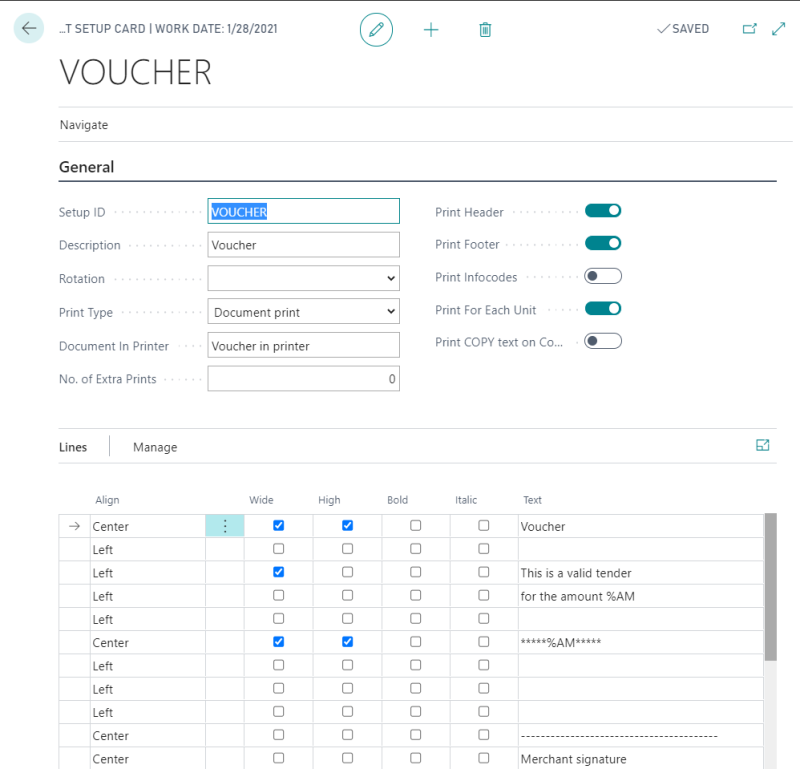 …T SETUP CARD | WORK DATE: 1/28/2021
SAVED
VOUCHER
Navigate
General
Setup ID VOUCHER
Print Header
Description Voucher
Print Footer
Rotation
Print Infocodes
Print Type Document print
Print For Each Unit
Document In Printer Voucher in printer
Print COPY text on Co...
No. of Extra Prints 0
Lines Manage
Align Wide High Bold Italic Text
Center Voucher
Left
Left This is a valid tender
Left for the amount %AM
Left
Center *****%AM*****
Left
Left
Left
Center ---------------------------------------
Center Merchant signature